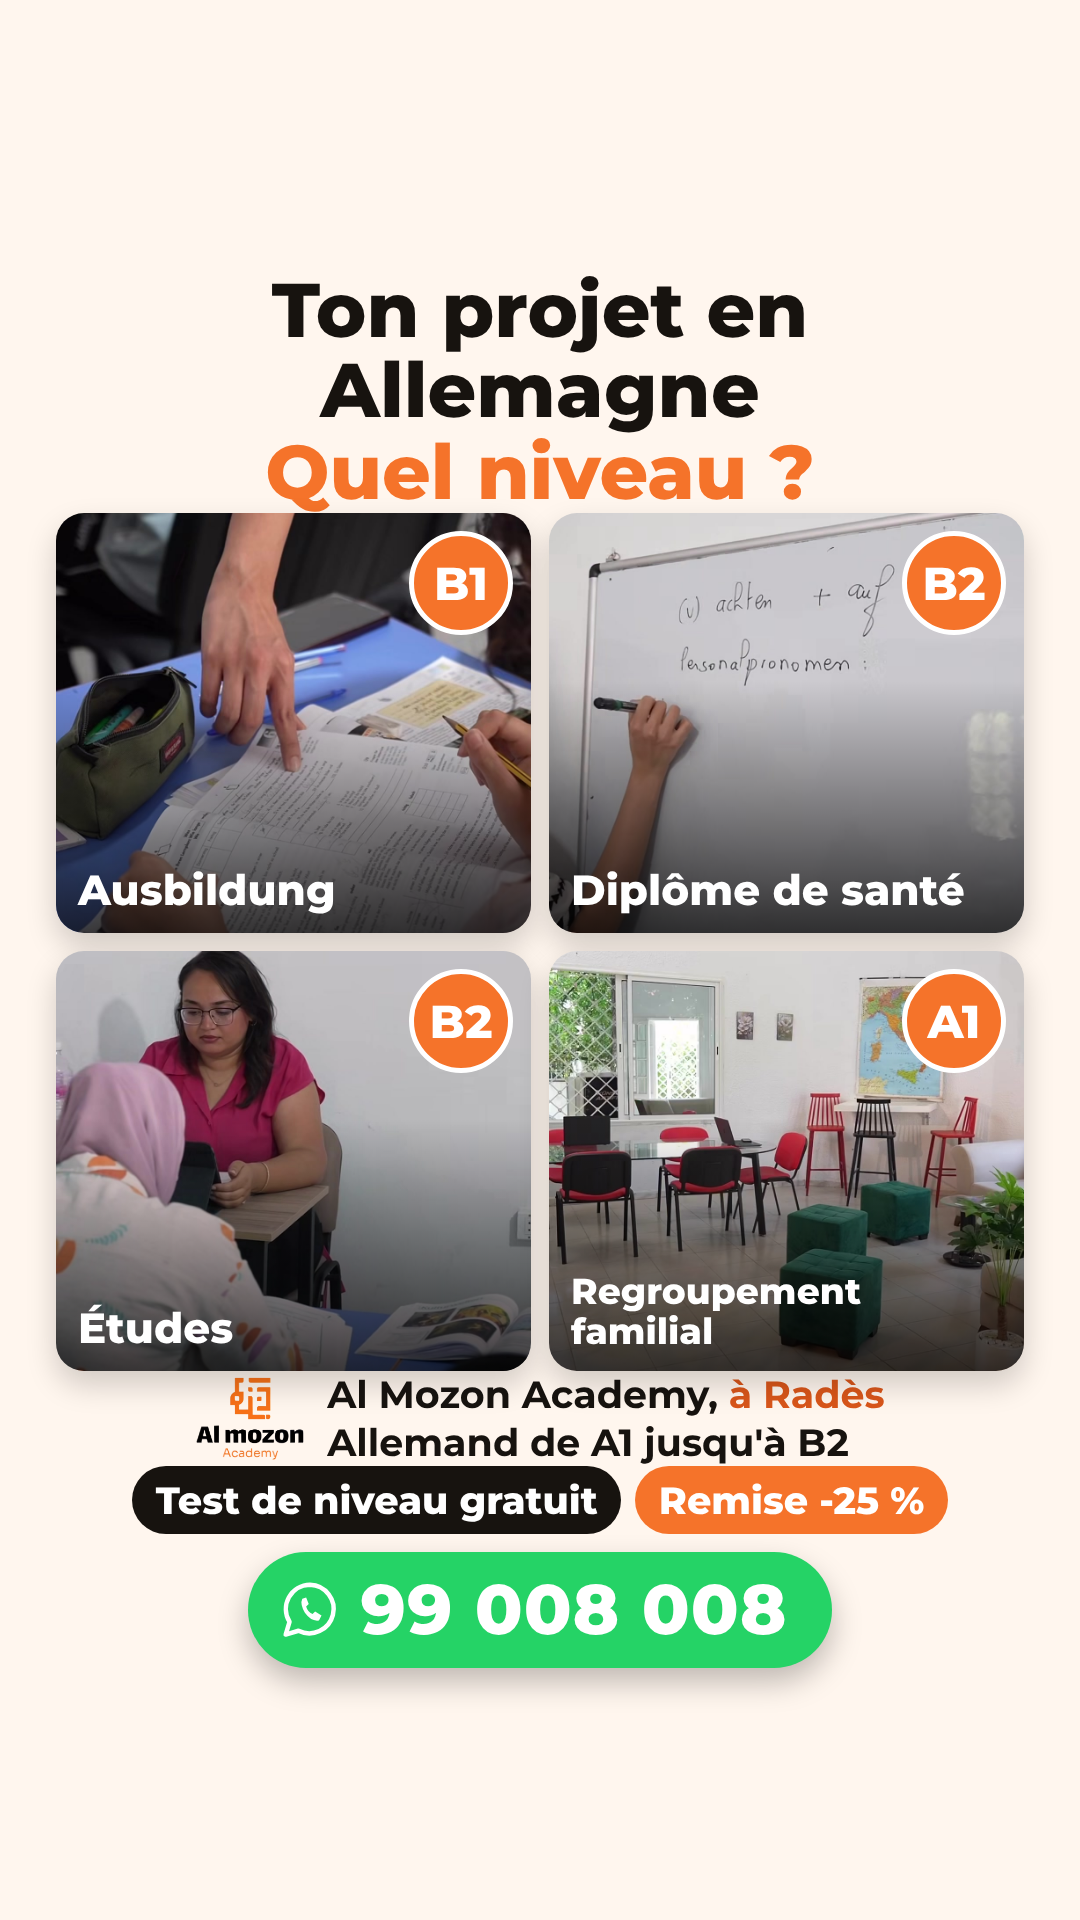 Ton projet en
Allemagne
Quel niveau ?
B1
Ausbildung
(v) achten + auf
Personalpronomen :
B2
Diplôme de santé
B2
Études
A1
Regroupement
familial
Al mozon
Academy
Al Mozon Academy, à Radès
Allemand de A1 jusqu'à B2
Test de niveau gratuit
Remise -25 %
99 008 008